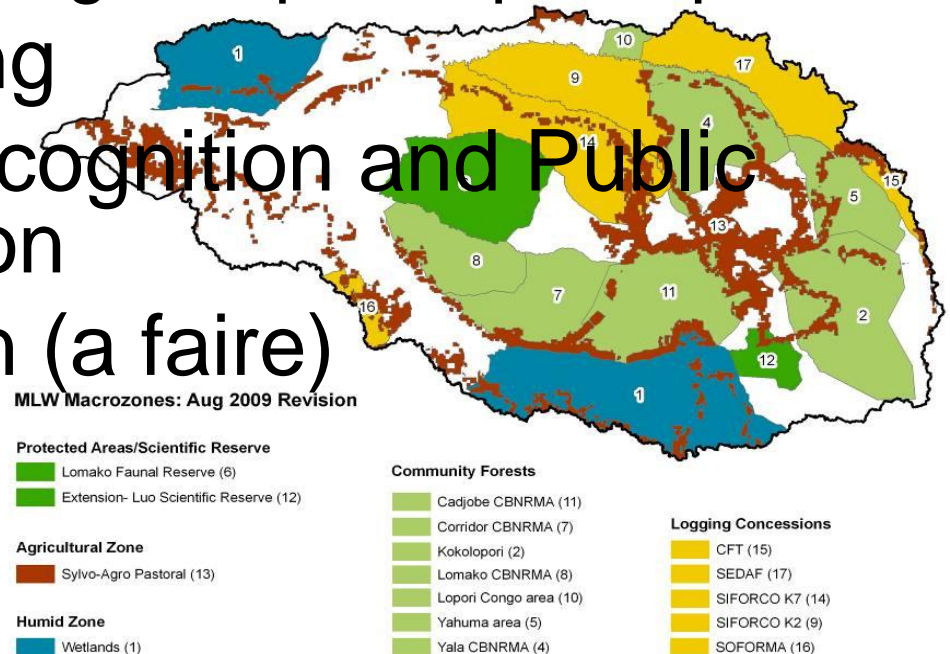 ng
cognition and Public
on
n (a faire)
1
10
17
9
4
14
15
5
13
8
7
11
2
16
12
1
MLW Macrozones: Aug 2009 Revision
Protected Areas/Scientific Reserve
Lomako Faunal Reserve (6)
Extension- Luo Scientific Reserve (12)
Agricultural Zone
Sylvo-Agro Pastoral (13)
Humid Zone
Wetlands (1)
Community Forests
Cadjobe CBNRMA (11)
Corridor CBNRMA (7)
Kokolopori (2)
Lomako CBNRMA (8)
Lopori Congo area (10)
Yahuma area (5)
Yala CBNRMA (4)
Logging Concessions
CFT (15)
SEDAF (17)
SIFORCO K7 (14)
SIFORCO K2 (9)
SOFORMA (16)